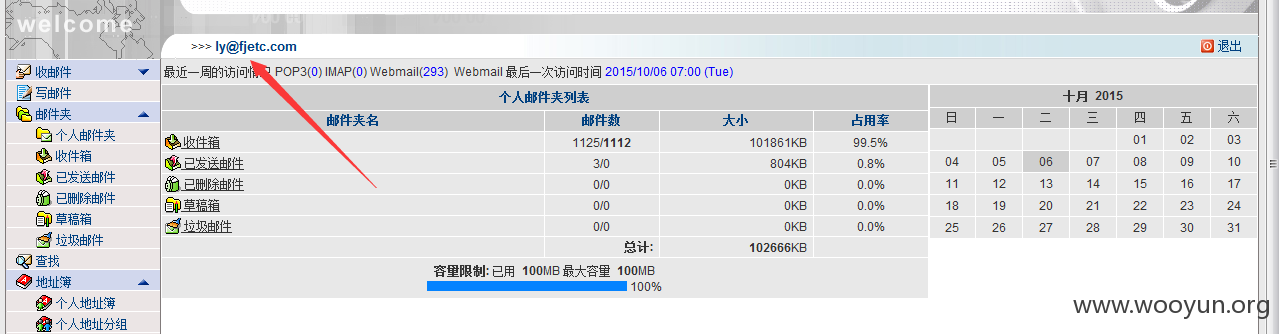 welcome
>>> ly@fjetc.com
退出
收邮件
写邮件
邮件夹
个人邮件夹
收件箱
已发送邮件
已删除邮件
草稿箱
垃圾邮件
查找
地址簿
个人地址簿
个人地址分组
最近一周的访问情 POP3(0) IMAP(0) Webmail(293) Webmail 最后一次访问时间 2015/10/06 07:00 (Tue)
个人邮件夹列表
邮件夹名 邮件数 大小 占用率
收件箱 1125/1112 101861KB 99.5%
已发送邮件 3/0 804KB 0.8%
已删除邮件 0/0 0KB 0.0%
草稿箱 0/0 0KB 0.0%
垃圾邮件 0/0 0KB 0.0%
总计: 102666KB
容量限制: 已用 100MB 最大容量 100MB
100%
十月 2015
日 一 二 三 四 五 六
01 02 03
04 05 06 07 08 09 10
11 12 13 14 15 16 17
18 19 20 21 22 23 24
25 26 27 28 29 30 31
www.wooyun.org